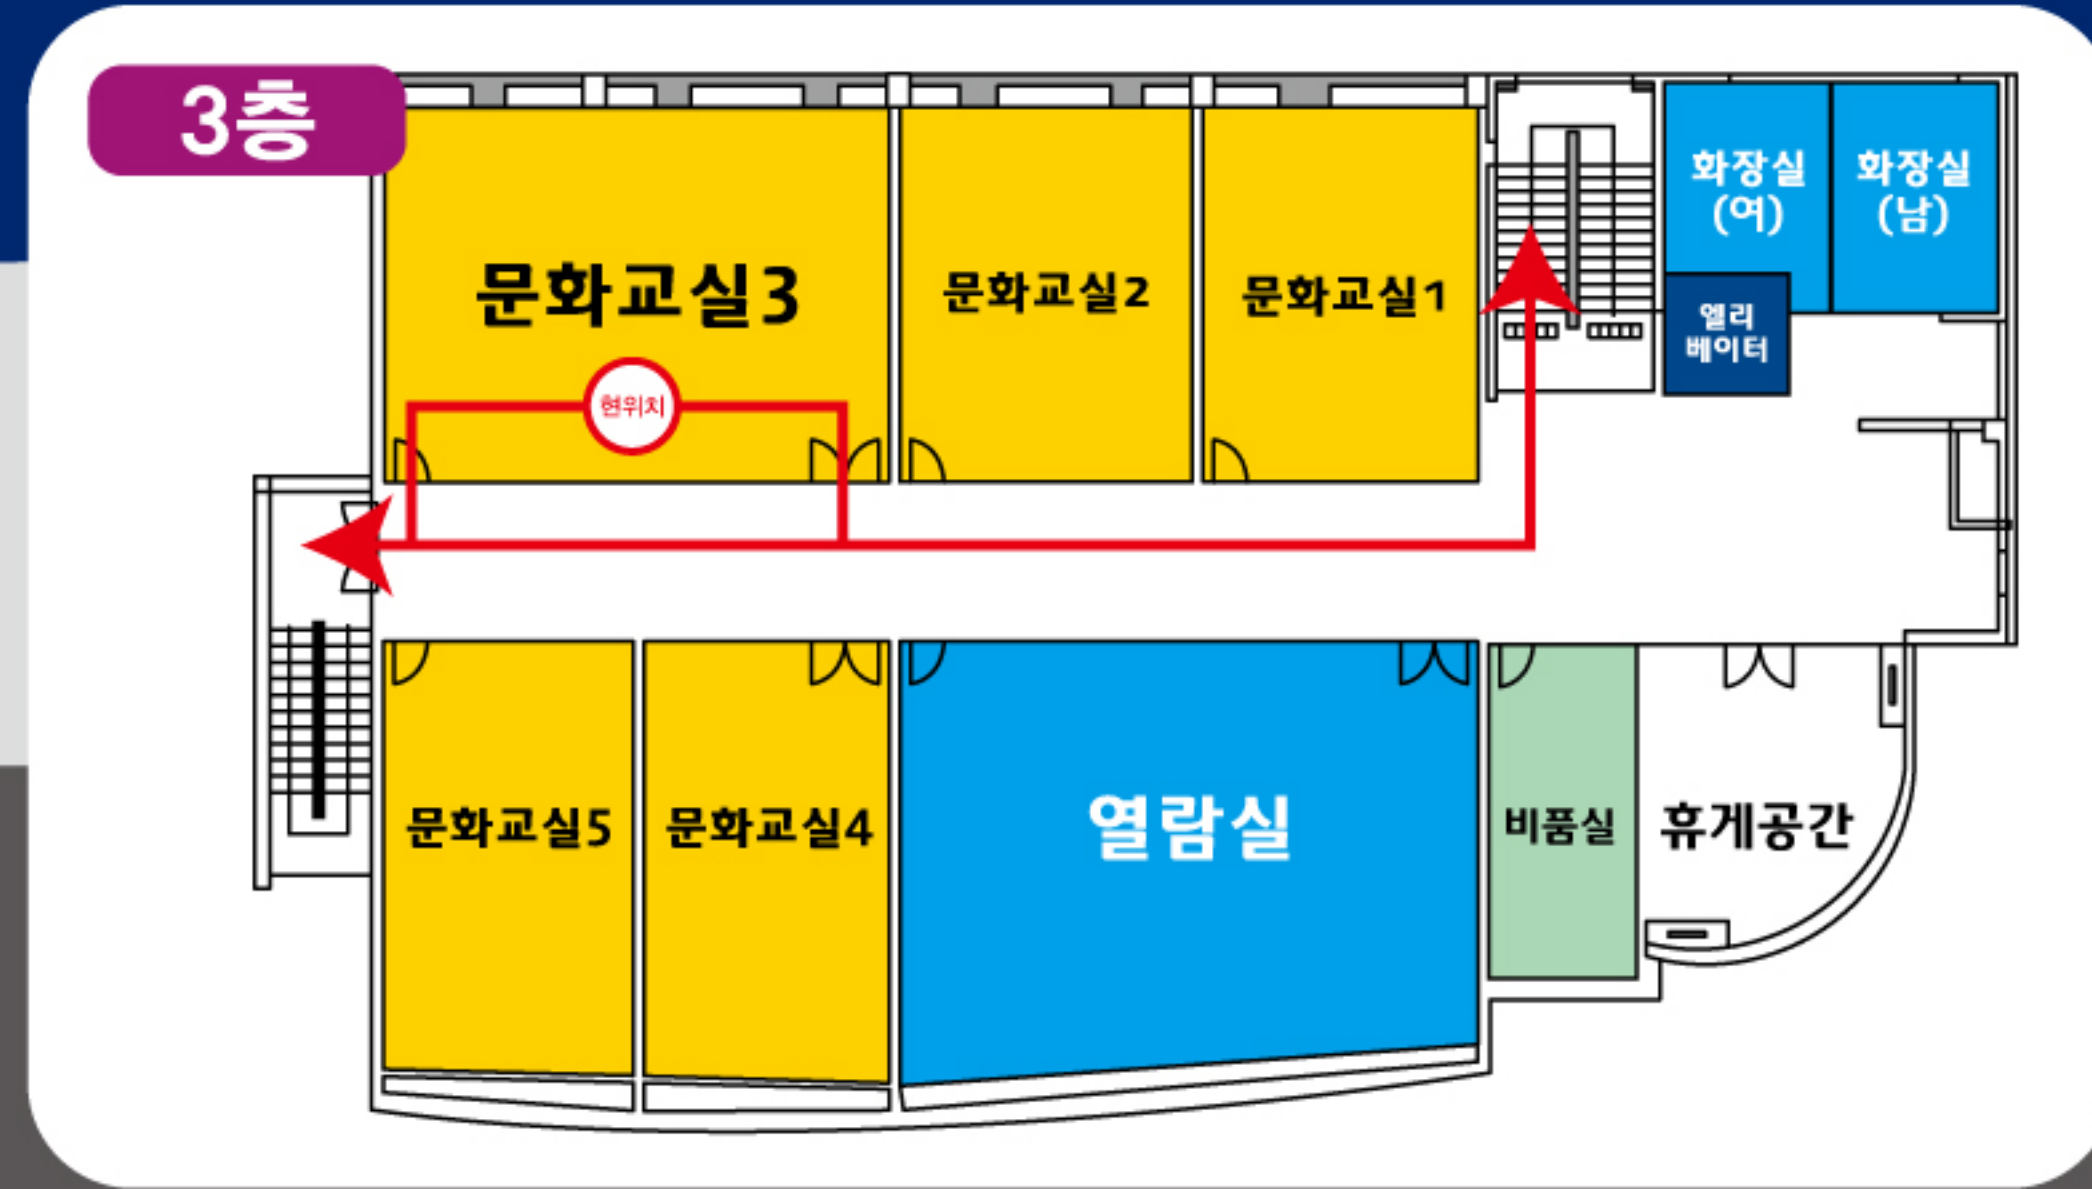 3층
문화교실3
문화교실2
문화교실1
화장실
(여)
화장실
(남)
엘리
베이터
현위치
문화교실5
문화교실4
열람실
비품실
휴게공간